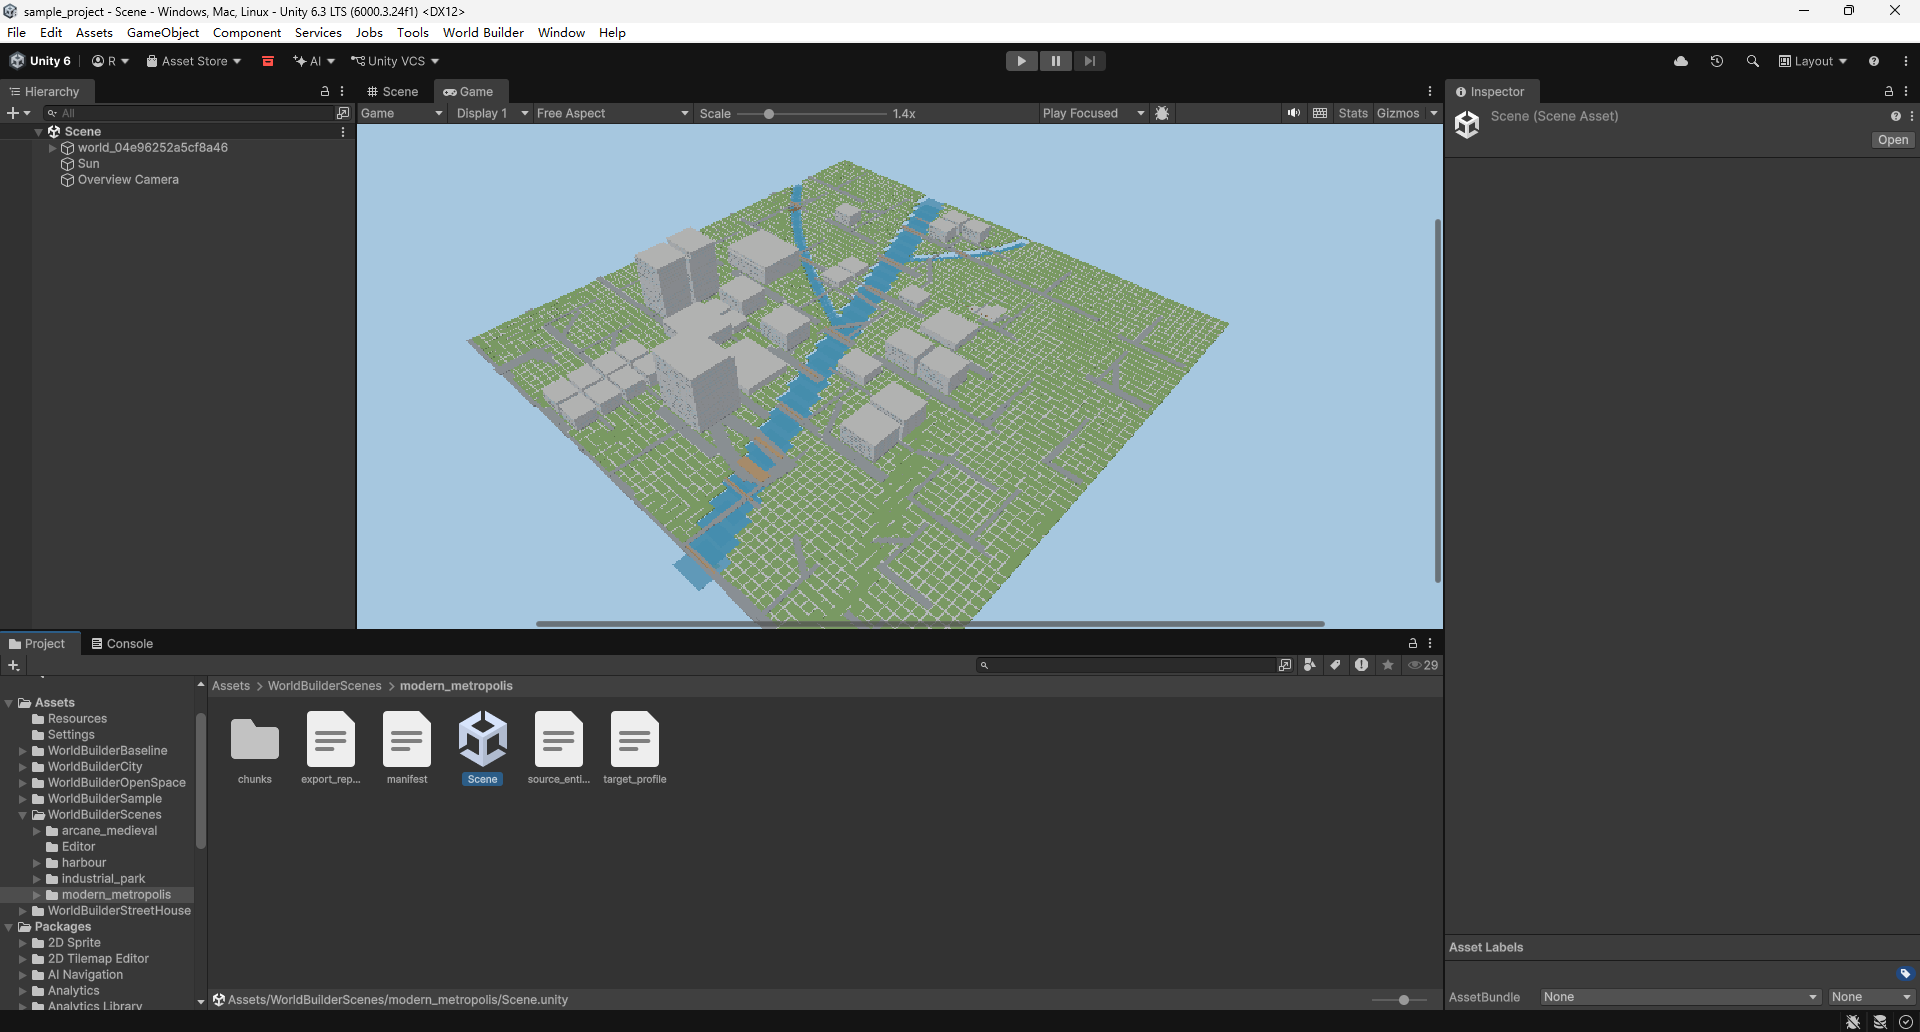 sample_project - Scene - Windows, Mac, Linux - Unity 6.3 LTS (6000.3.24f1) <DX12>
File Edit Assets GameObject Component Services Jobs Tools World Builder Window Help
Unity 6 R Asset Store AI Unity VCS Layout
Hierarchy Scene Game Inspector
All Game Display 1 Free Aspect Scale 1.4x Play Focused Stats Gizmos
Scene (Scene Asset)
Open
Scene
world_04e96252a5cf8a46
Sun
Overview Camera
Project Console
29
Assets > WorldBuilderScenes > modern_metropolis
Assets
Resources
Settings
WorldBuilderBaseline
WorldBuilderCity
WorldBuilderOpenSpace
WorldBuilderSample
WorldBuilderScenes
arcane_medieval
Editor
harbour
industrial_park
modern_metropolis
WorldBuilderStreetHouse
Packages
2D Sprite
2D Tilemap Editor
AI Navigation
Analytics
Analytics Library
chunks export_rep... manifest Scene source_enti... target_profile
Assets/WorldBuilderScenes/modern_metropolis/Scene.unity
Asset Labels
AssetBundle None None